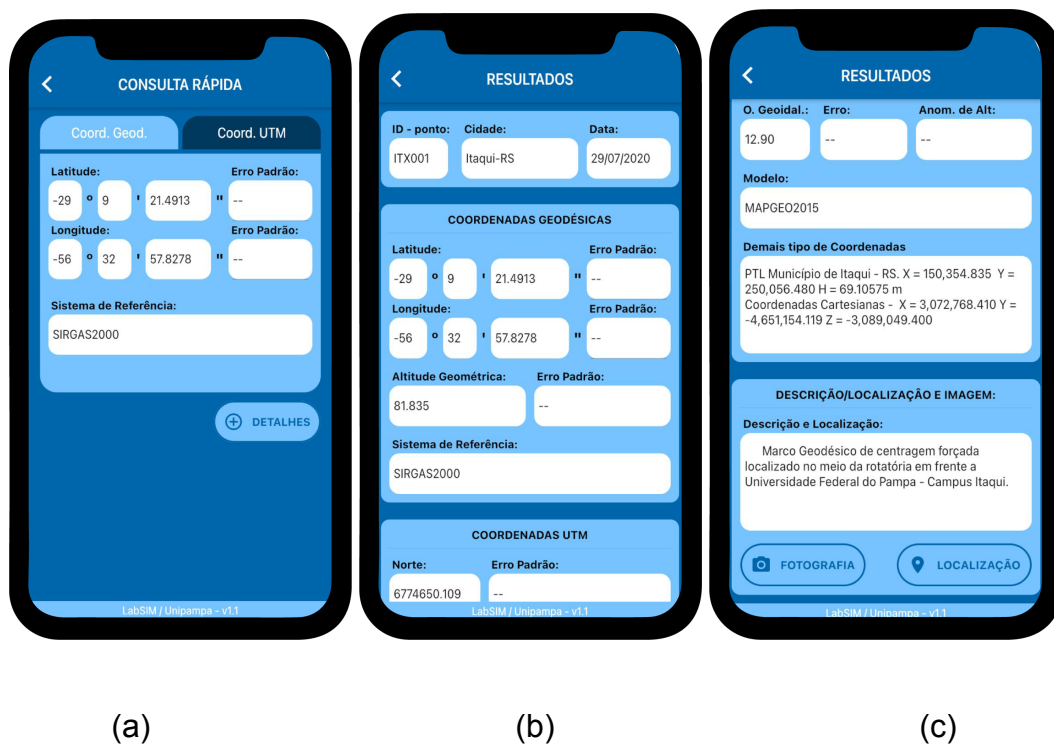 CONSULTA RÁPIDA
Coord. Geod. Coord. UTM
Latitude: Erro Padrão:
-29 º 9 ' 21.4913 " --
Longitude: Erro Padrão:
-56 º 32 ' 57.8278 " --
Sistema de Referência:
SIRGAS2000
DETALHES
LabSIM / Unipampa - v1.1
(a)
RESULTADOS
ID - ponto: Cidade: Data:
ITX001 Itaqui-RS 29/07/2020
COORDENADAS GEODÉSICAS
Latitude: Erro Padrão:
-29 º 9 ' 21.4913 " --
Longitude: Erro Padrão:
-56 º 32 ' 57.8278 " --
Altitude Geométrica: Erro Padrão:
81.835 --
Sistema de Referência:
SIRGAS2000
COORDENADAS UTM
Norte: Erro Padrão:
6774650.109 --
LabSIM / Unipampa - v1.1
(b)
RESULTADOS
O. Geoidal.: Erro: Anom. de Alt:
12.90 -- --
Modelo:
MAPGEO2015
Demais tipo de Coordenadas
PTL Município de Itaqui - RS. X = 150,354.835 Y =
250,056.480 H = 69.10575 m
Coordenadas Cartesianas - X = 3,072,768.410 Y =
-4,651,154.119 Z = -3,089,049.400
DESCRIÇÃO/LOCALIZAÇÂO E IMAGEM:
Descrição e Localização:
Marco Geodésico de centragem forçada
localizado no meio da rotatória em frente a
Universidade Federal do Pampa - Campus Itaqui.
FOTOGRAFIA LOCALIZAÇÃO
LabSIM / Unipampa - v1.1
(c)